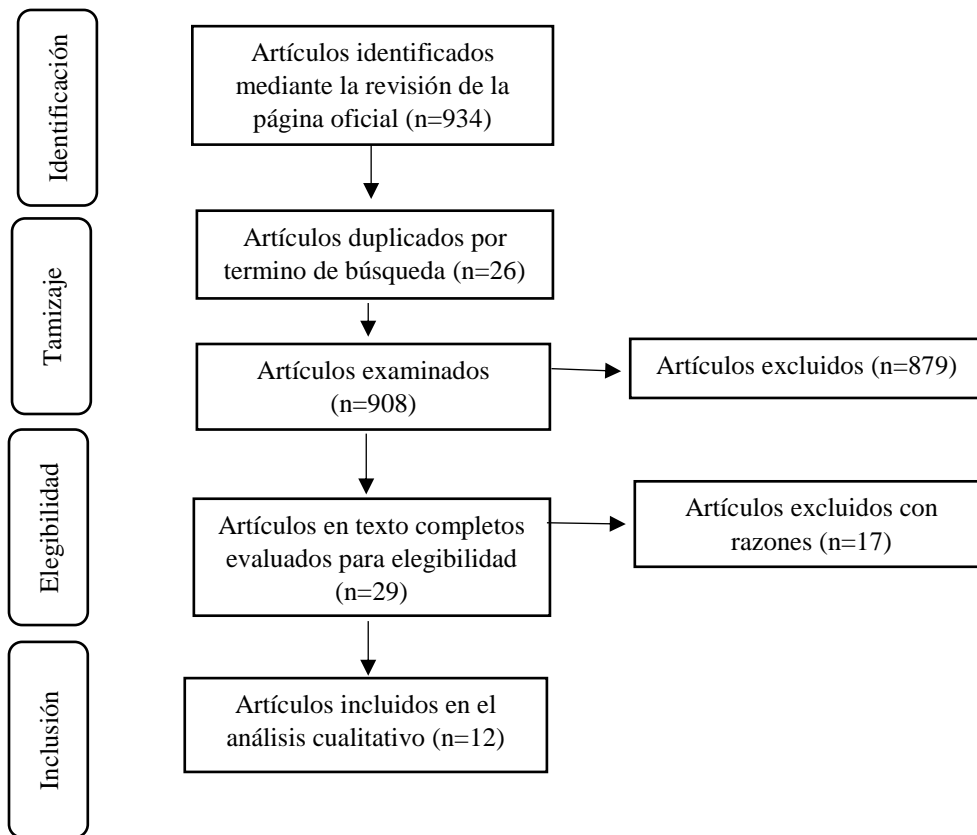 Identificación
Artículos identificados
mediante la revisión de la
página oficial (n=934)
Tamizaje
Artículos duplicados por
termino de búsqueda (n=26)
Artículos examinados
(n=908)
Artículos excluidos (n=879)
Elegibilidad
Artículos en texto completos
evaluados para elegibilidad
(n=29)
Artículos excluidos con
razones (n=17)
Inclusión
Artículos incluidos en el
análisis cualitativo (n=12)